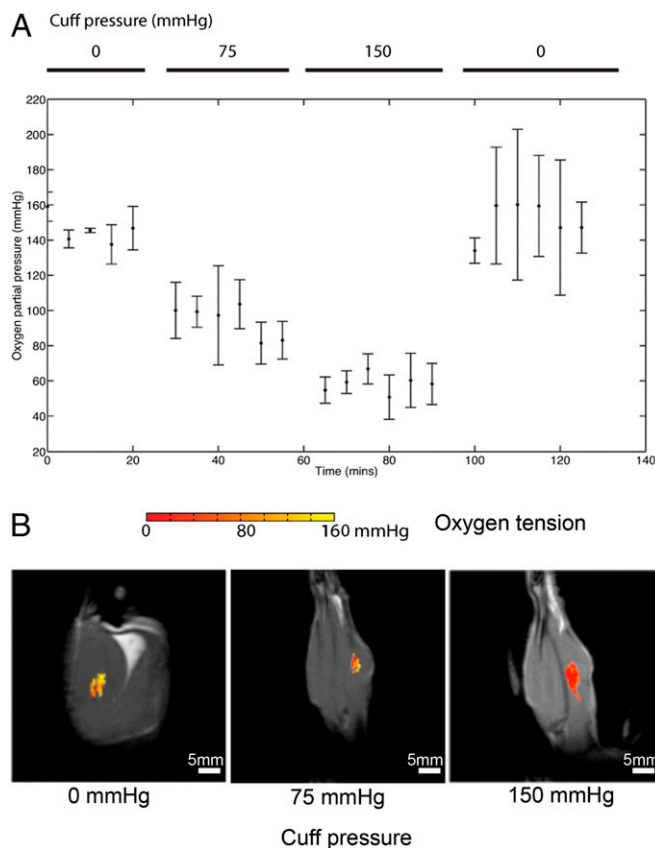 A
Cuff pressure (mmHg)
0 75 150 0
220
200
180
160
140
120
100
80
60
40
20
Oxygen partial pressure (mmHg)
0 20 40 60 80 100 120 140
Time (mins)
B
0 80 160 mmHg
Oxygen tension
5mm 5mm 5mm
0 mmHg 75 mmHg 150 mmHg
Cuff pressure